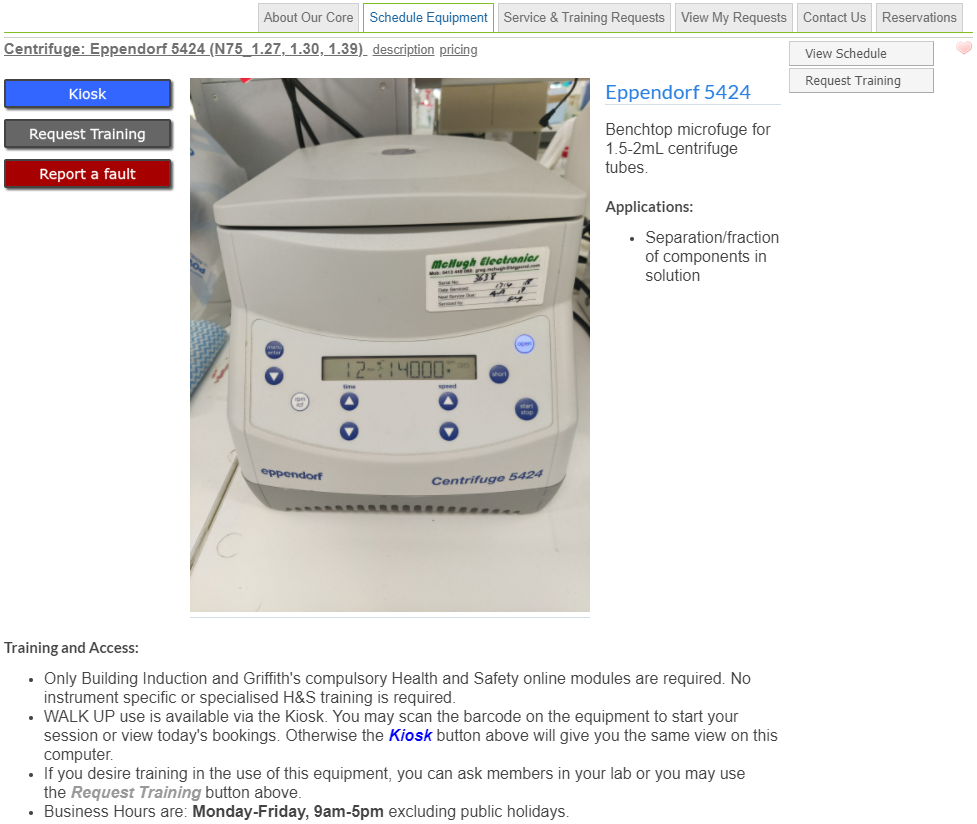 About Our Core
Schedule Equipment
Service & Training Requests
View My Requests
Contact Us
Reservations
Centrifuge: Eppendorf 5424 (N75_1.27, 1.30, 1.39) description pricing
View Schedule
Request Training
Kiosk
Request Training
Report a fault
McHugh Electronics
Serial No:
3638
Date Serviced:
Next Service Due:
Serviced by:
menu
enter
open
short
time
speed
rpm
rcf
start
stop
14000
eppendorf
Centrifuge 5424
Eppendorf 5424
Benchtop microfuge for
1.5-2mL centrifuge
tubes.
Applications:
Separation/fraction
of components in
solution
Training and Access:
Only Building Induction and Griffith's compulsory Health and Safety online modules are required. No
instrument specific or specialised H&S training is required.
WALK UP use is available via the Kiosk. You may scan the barcode on the equipment to start your
session or view today's bookings. Otherwise the Kiosk button above will give you the same view on this
computer.
If you desire training in the use of this equipment, you can ask members in your lab or you may use
the Request Training button above.
Business Hours are: Monday-Friday, 9am-5pm excluding public holidays.